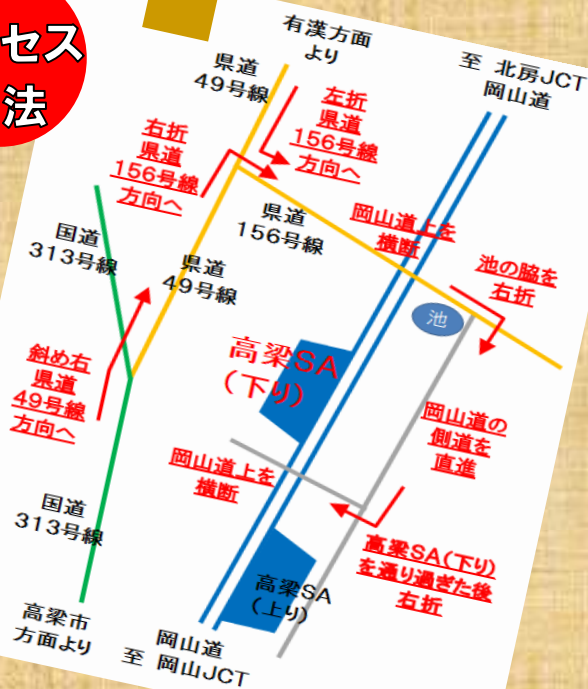 セス
法
有漢方面
より
至 北房JCT
岡山道
県道
49号線
左折
県道
156号線
方向へ
右折
県道
156号線
方向へ
県道
156号線
岡山道上を
横断
池の脇を
右折
国道
313号線
県道
49号線
池
斜め右
県道
49号線
方向へ
高梁SA
(下り)
岡山道の
側道を
直進
岡山道上を
横断
国道
313号線
高梁SA(下り)
を通り過ぎた後
右折
高梁SA
(上り)
高梁市
方面より
岡山道
至 岡山JCT